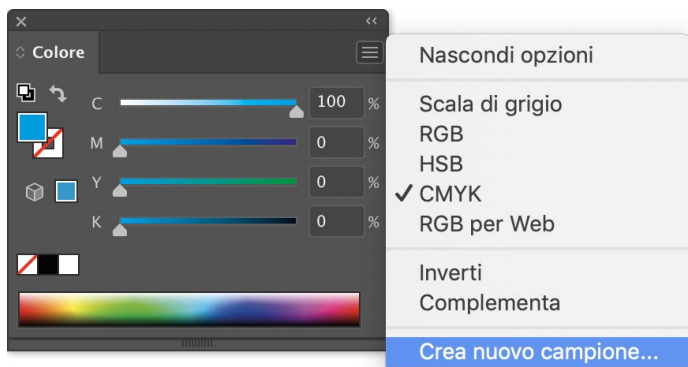 Colore
C 100 %
M 0 %
Y 0 %
K 0 %
Nascondi opzioni
Scala di grigio
RGB
HSB
CMYK
RGB per Web
Inverti
Complementa
Crea nuovo campione...